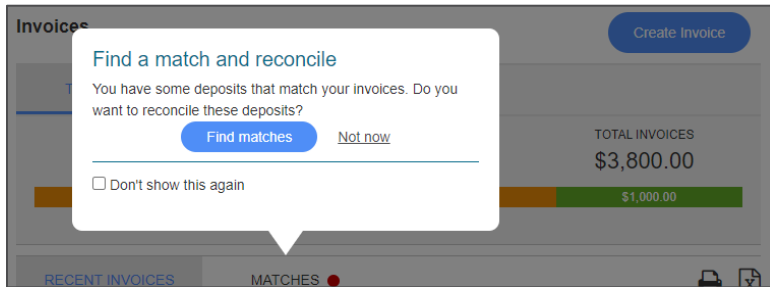 Invoices
Create Invoice
Find a match and reconcile
You have some deposits that match your invoices. Do you
want to reconcile these deposits?
Find matches Not now
Don't show this again
TOTAL INVOICES
$3,800.00
$1,000.00
RECENT INVOICES MATCHES